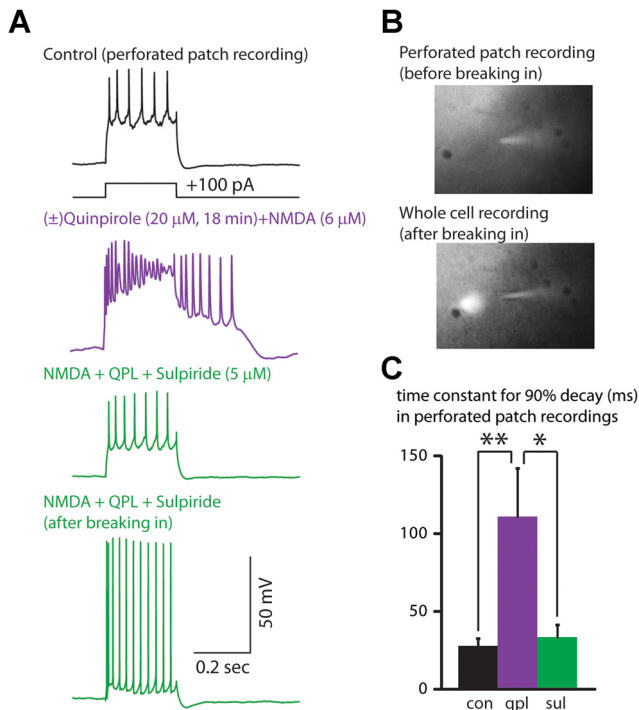 A
Control (perforated patch recording)
+100 pA
(±)Quinpirole (20 µM, 18 min)+NMDA (6 µM)
NMDA + QPL + Sulpiride (5 µM)
NMDA + QPL + Sulpiride
(after breaking in)
50 mV
0.2 sec
B
Perforated patch recording
(before breaking in)
Whole cell recording
(after breaking in)
C
time constant for 90% decay (ms)
in perforated patch recordings
** *
150
100
50
0
con qpl sul